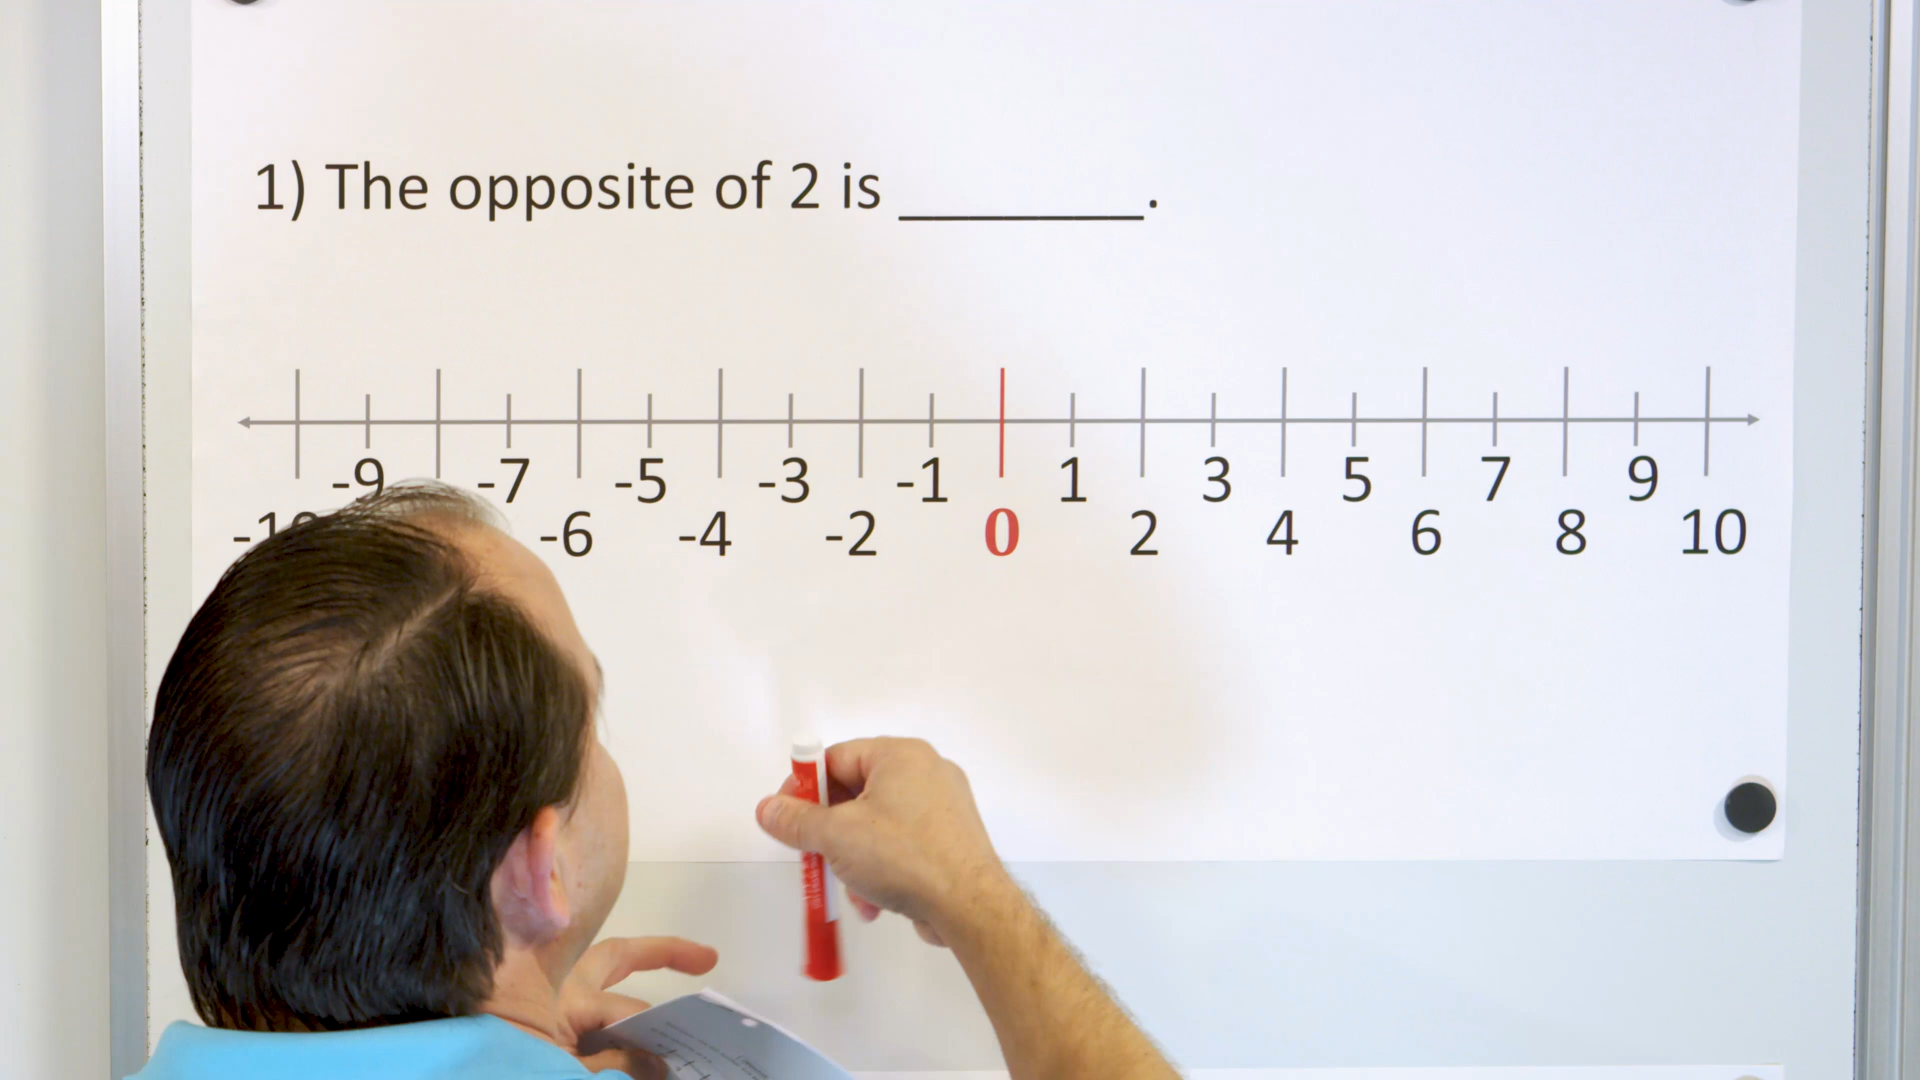 1) The opposite of 2 is ________.
-9 -7 -5 -3 -1 1 3 5 7 9
-10 -6 -4 -2 0 2 4 6 8 10